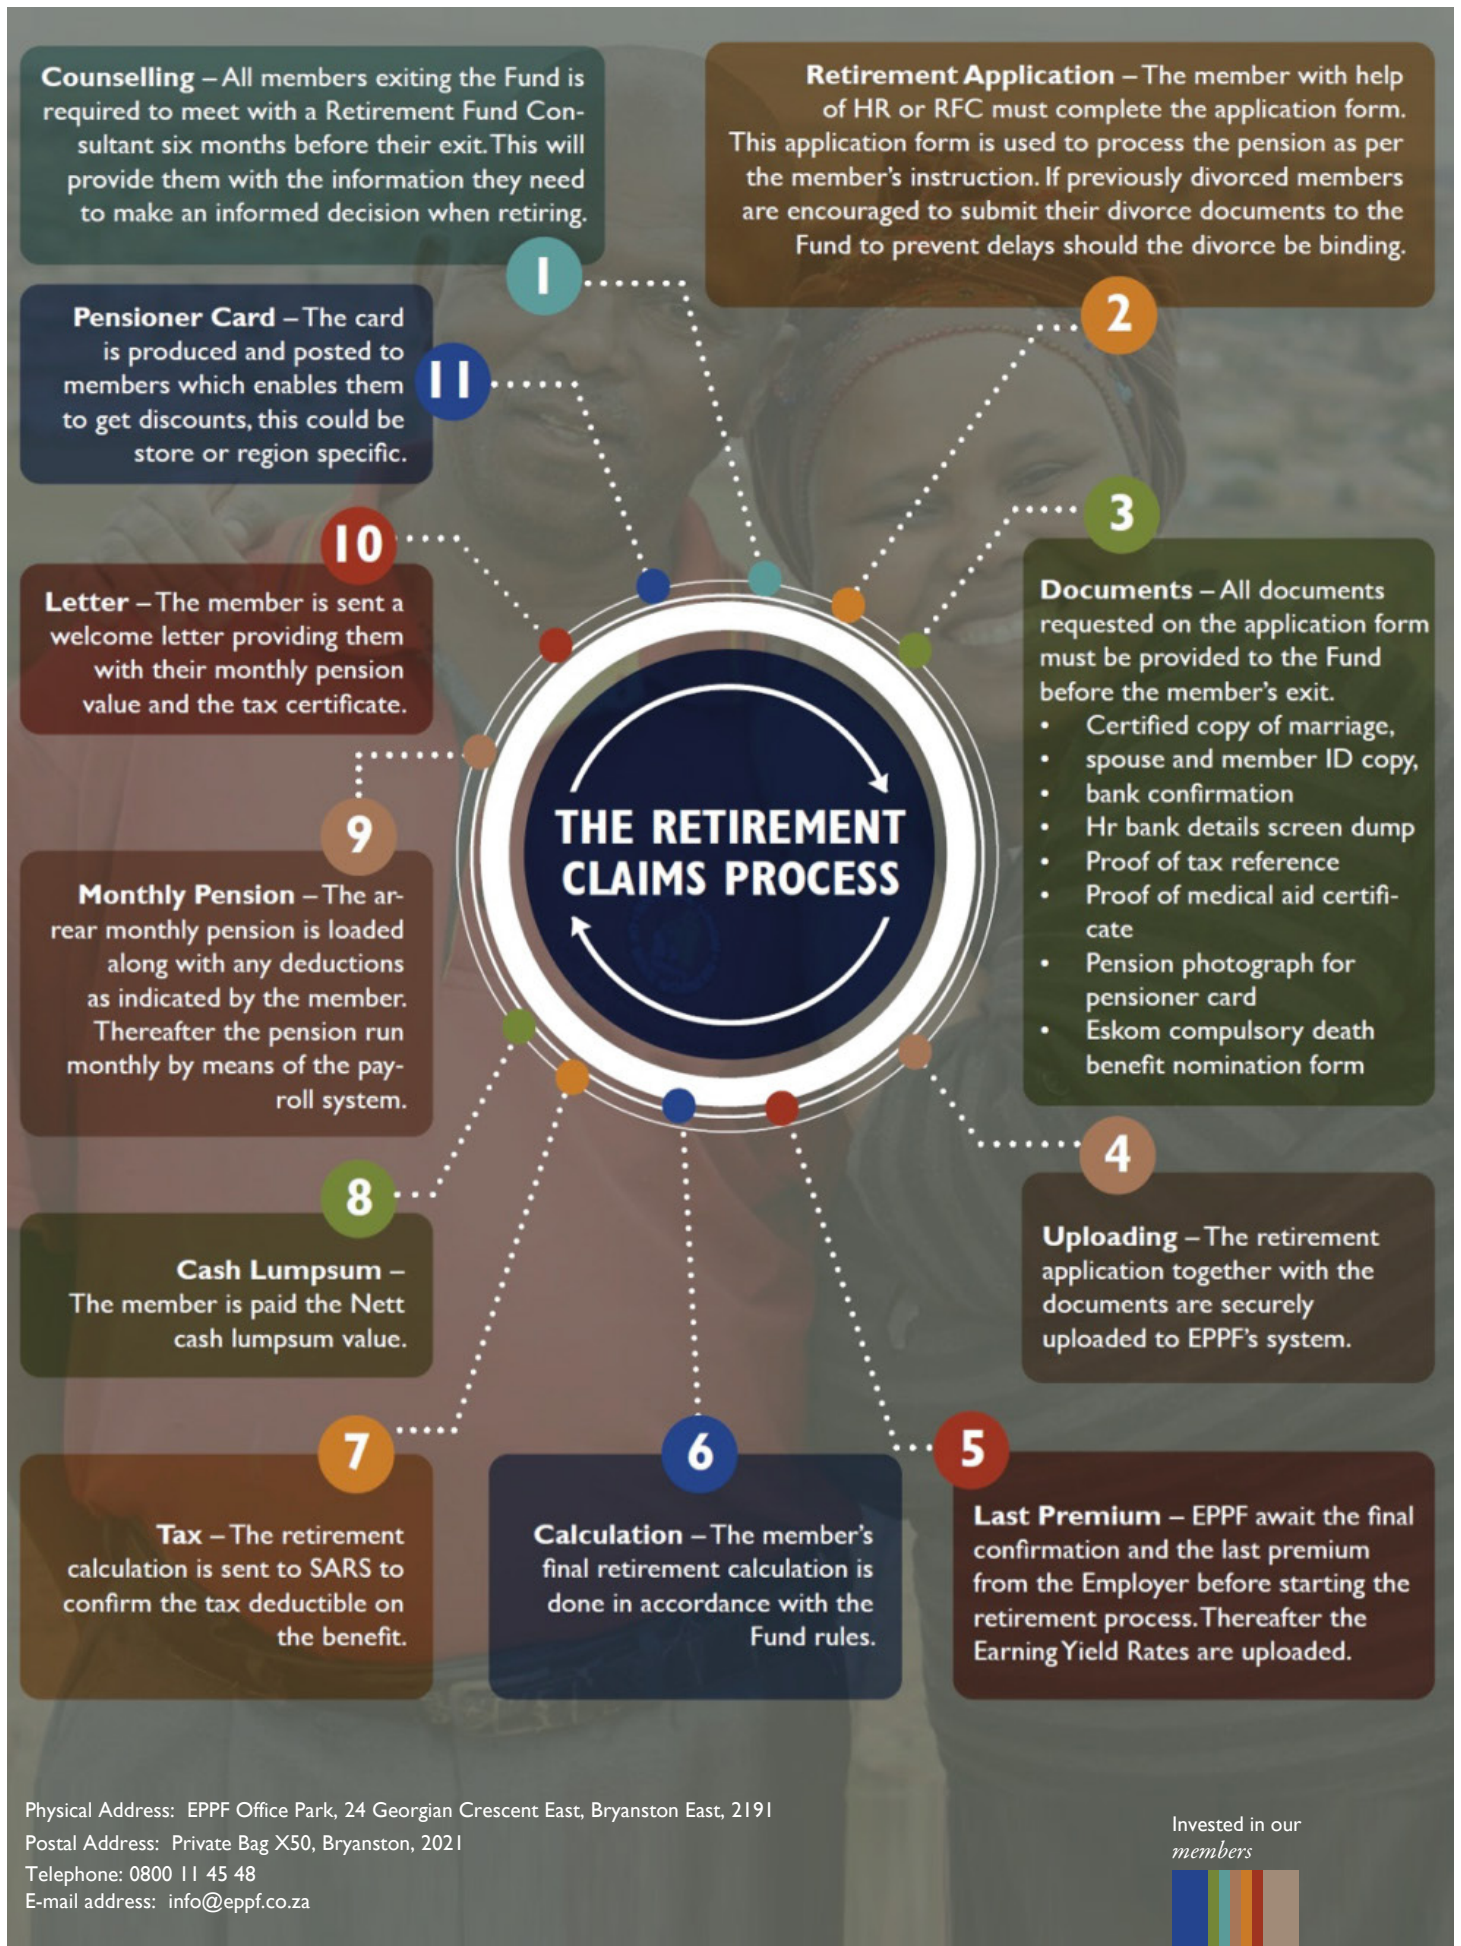 Counselling – All members exiting the Fund is
required to meet with a Retirement Fund Con-
sultant six months before their exit. This will
provide them with the information they need
to make an informed decision when retiring.
1
Retirement Application – The member with help
of HR or RFC must complete the application form.
This application form is used to process the pension as per
the member's instruction. If previously divorced members
are encouraged to submit their divorce documents to the
Fund to prevent delays should the divorce be binding.
2
3
Documents – All documents
requested on the application form
must be provided to the Fund
before the member's exit.
• Certified copy of marriage,
• spouse and member ID copy,
• bank confirmation
• Hr bank details screen dump
• Proof of tax reference
• Proof of medical aid certifi-
cate
• Pension photograph for
pensioner card
• Eskom compulsory death
benefit nomination form
4
Uploading – The retirement
application together with the
documents are securely
uploaded to EPPF's system.
5
Last Premium – EPPF await the final
confirmation and the last premium
from the Employer before starting the
retirement process. Thereafter the
Earning Yield Rates are uploaded.
6
Calculation – The member's
final retirement calculation is
done in accordance with the
Fund rules.
7
Tax – The retirement
calculation is sent to SARS to
confirm the tax deductible on
the benefit.
8
Cash Lumpsum –
The member is paid the Nett
cash lumpsum value.
9
Monthly Pension – The ar-
rear monthly pension is loaded
along with any deductions
as indicated by the member.
Thereafter the pension run
monthly by means of the pay-
roll system.
10
Letter – The member is sent a
welcome letter providing them
with their monthly pension
value and the tax certificate.
11
Pensioner Card – The card
is produced and posted to
members which enables them
to get discounts, this could be
store or region specific.
THE RETIREMENT
CLAIMS PROCESS
Physical Address: EPPF Office Park, 24 Georgian Crescent East, Bryanston East, 2191
Postal Address: Private Bag X50, Bryanston, 2021
Telephone: 0800 11 45 48
E-mail address: info@eppf.co.za
Invested in our
members